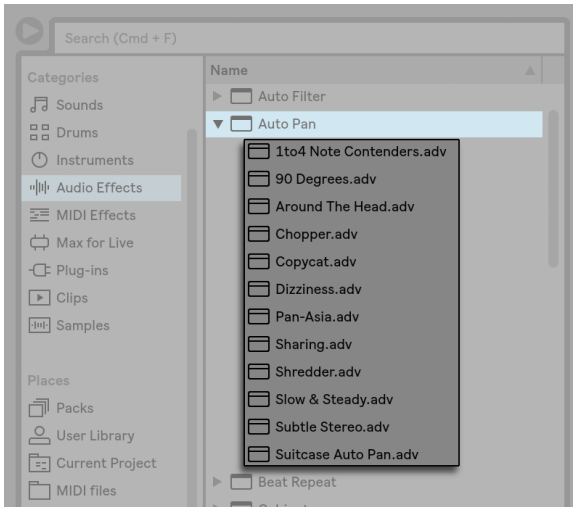 Search (Cmd + F)
Categories
Sounds
Drums
Instruments
Audio Effects
MIDI Effects
Max for Live
Plug-ins
Clips
Samples
Places
Packs
User Library
Current Project
MIDI files
Name
Auto Filter
Auto Pan
1to4 Note Contenders.adv
90 Degrees.adv
Around The Head.adv
Chopper.adv
Copycat.adv
Dizziness.adv
Pan-Asia.adv
Sharing.adv
Shredder.adv
Slow & Steady.adv
Subtle Stereo.adv
Suitcase Auto Pan.adv
Beat Repeat